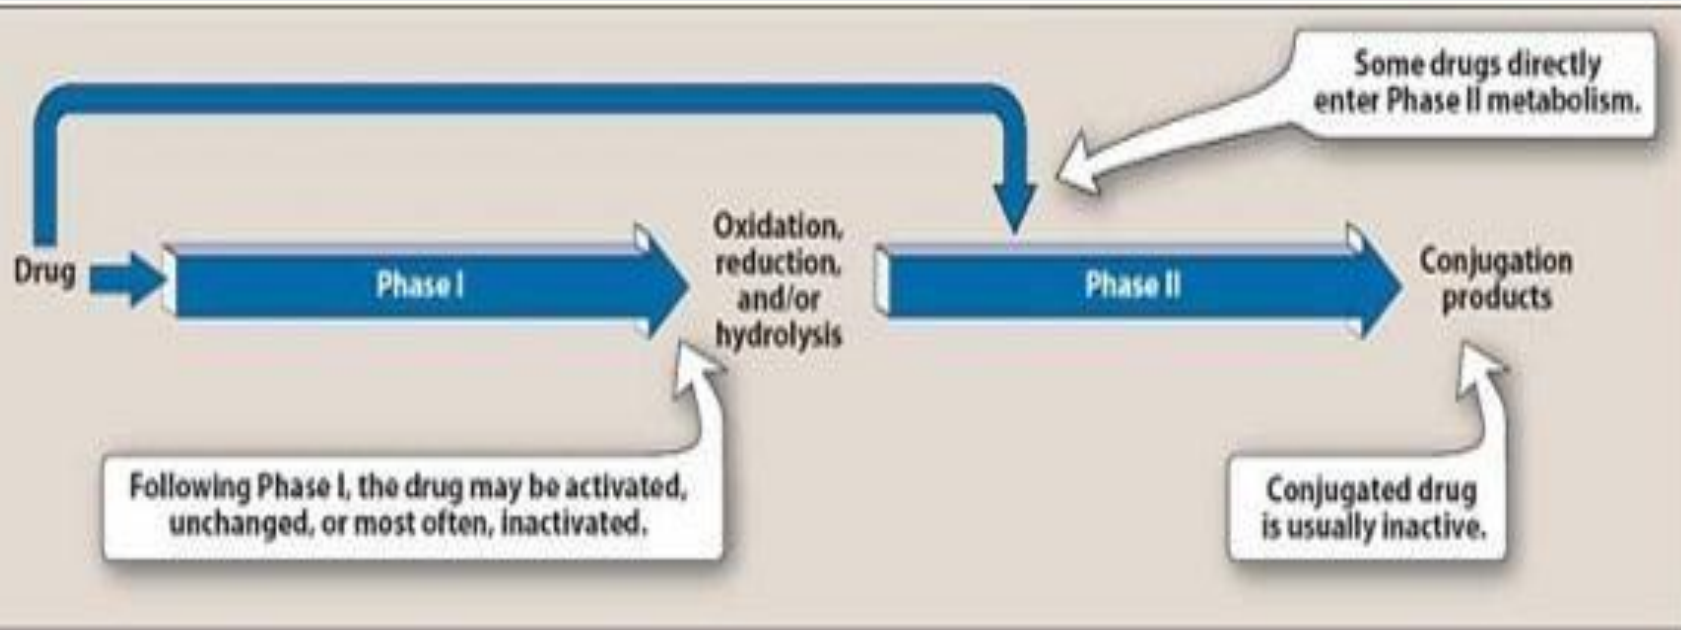 Some drugs directly
enter Phase II metabolism.
Drug
Phase I
Oxidation,
reduction,
and/or
hydrolysis
Phase II
Conjugation
products
Following Phase I, the drug may be activated,
unchanged, or most often, inactivated.
Conjugated drug
is usually inactive.